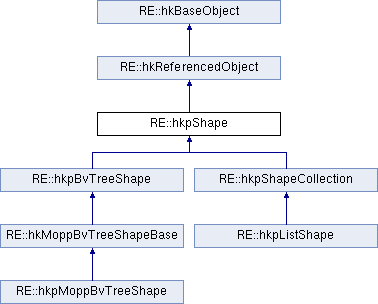 RE::hkBaseObject
RE::hkReferencedObject
RE::hkpShape
RE::hkpBvTreeShape
RE::hkpShapeCollection
RE::hkMoppBvTreeShapeBase
RE::hkpListShape
RE::hkpMoppBvTreeShape